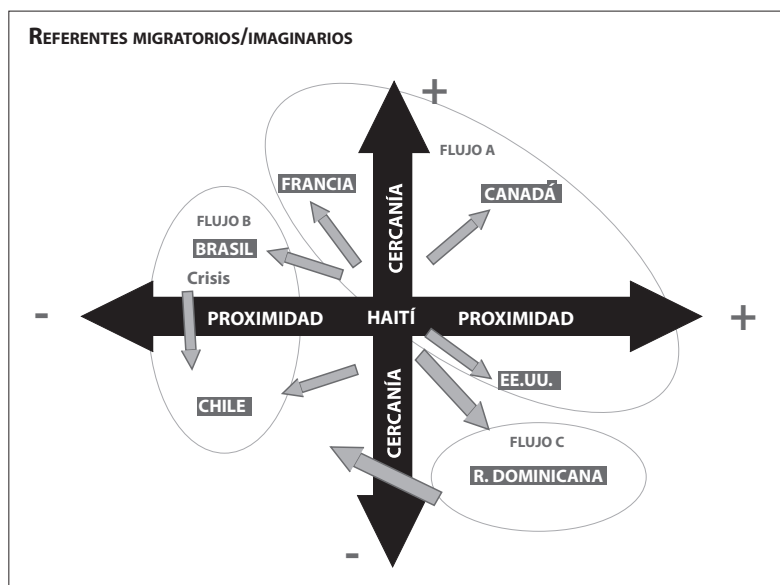 REFERENTES MIGRATORIOS/IMAGINARIOS
+
FLUJO A
FRANCIA
CANADÁ
CERCANÍA
FLUJO B
BRASIL
Crisis
-
PROXIMIDAD
HAITÍ
PROXIMIDAD
+
EE.UU.
CHILE
CERCANÍA
FLUJO C
R. DOMINICANA
-